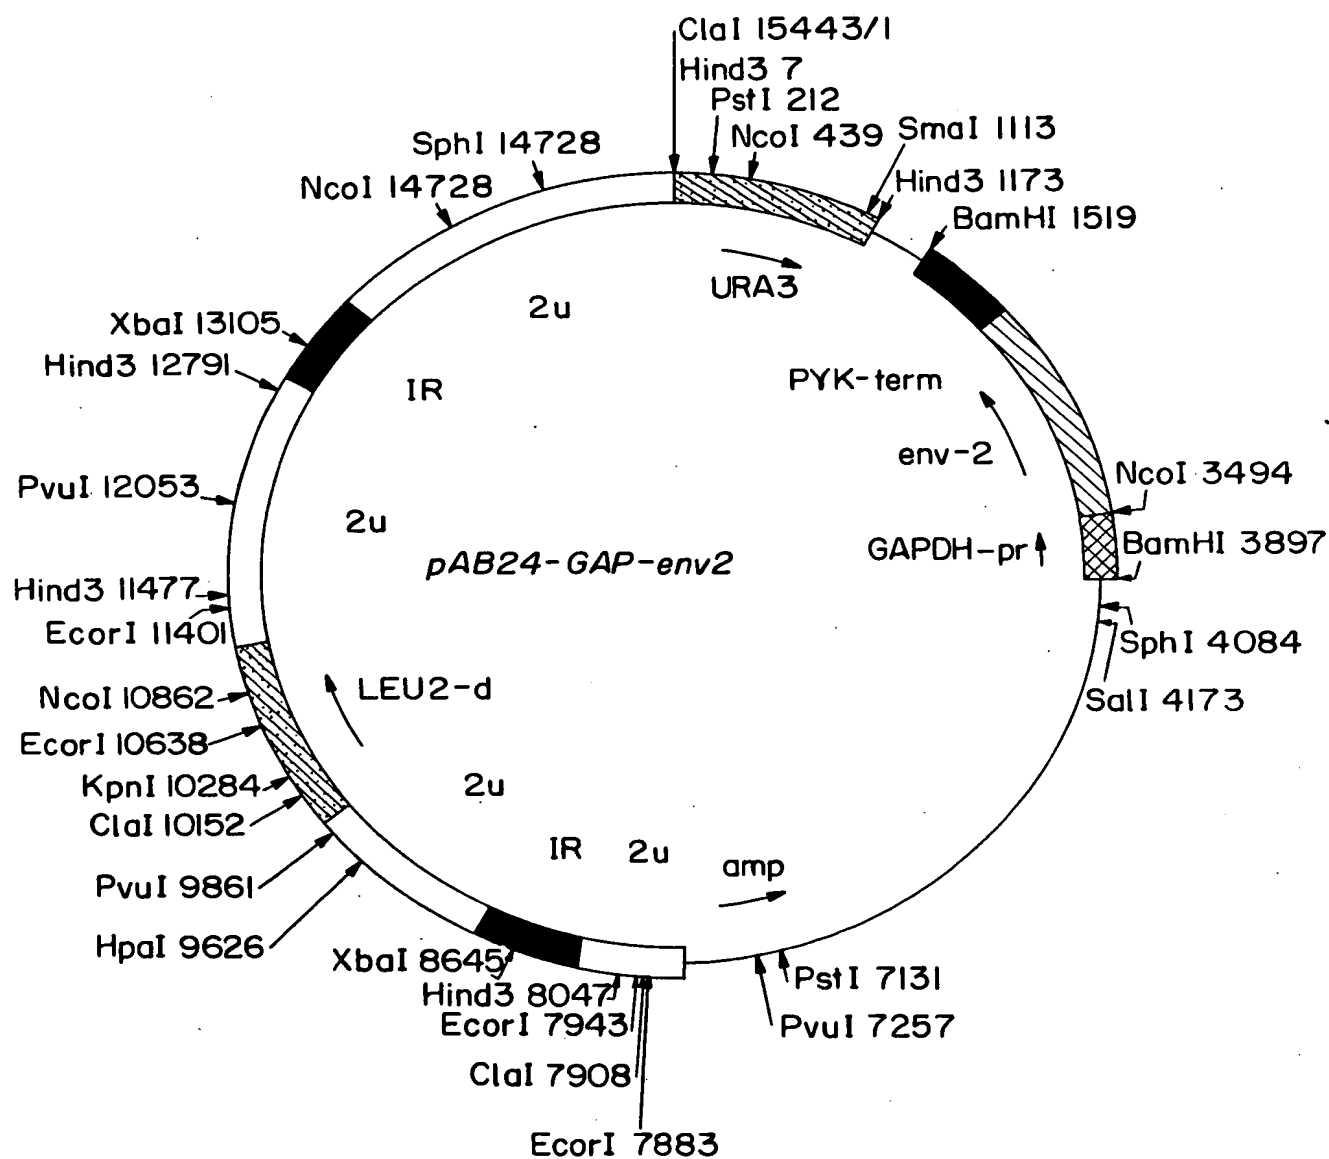 ClaI 15443/1
Hind3 7
PstI 212
NcoI 439
SmaI 1113
Hind3 1173
BamHI 1519
SphI 14728
NcoI 14728
URA3
2u
XbaI 13105
Hind3 12791
IR
PYK-term
env-2
NcoI 3494
PvuI 12053
2u
pAB24-GAP-env2
GAPDH-pr
BamHI 3897
Hind3 11477
EcorI 11401
SphI 4084
SalI 4173
NcoI 10862
LEU2-d
EcorI 10638
KpnI 10284
ClaI 10152
2u
IR
2u
amp
PvuI 9861
HpaI 9626
XbaI 8645
Hind3 8047
EcorI 7943
ClaI 7908
EcorI 7883
PstI 7131
PvuI 7257